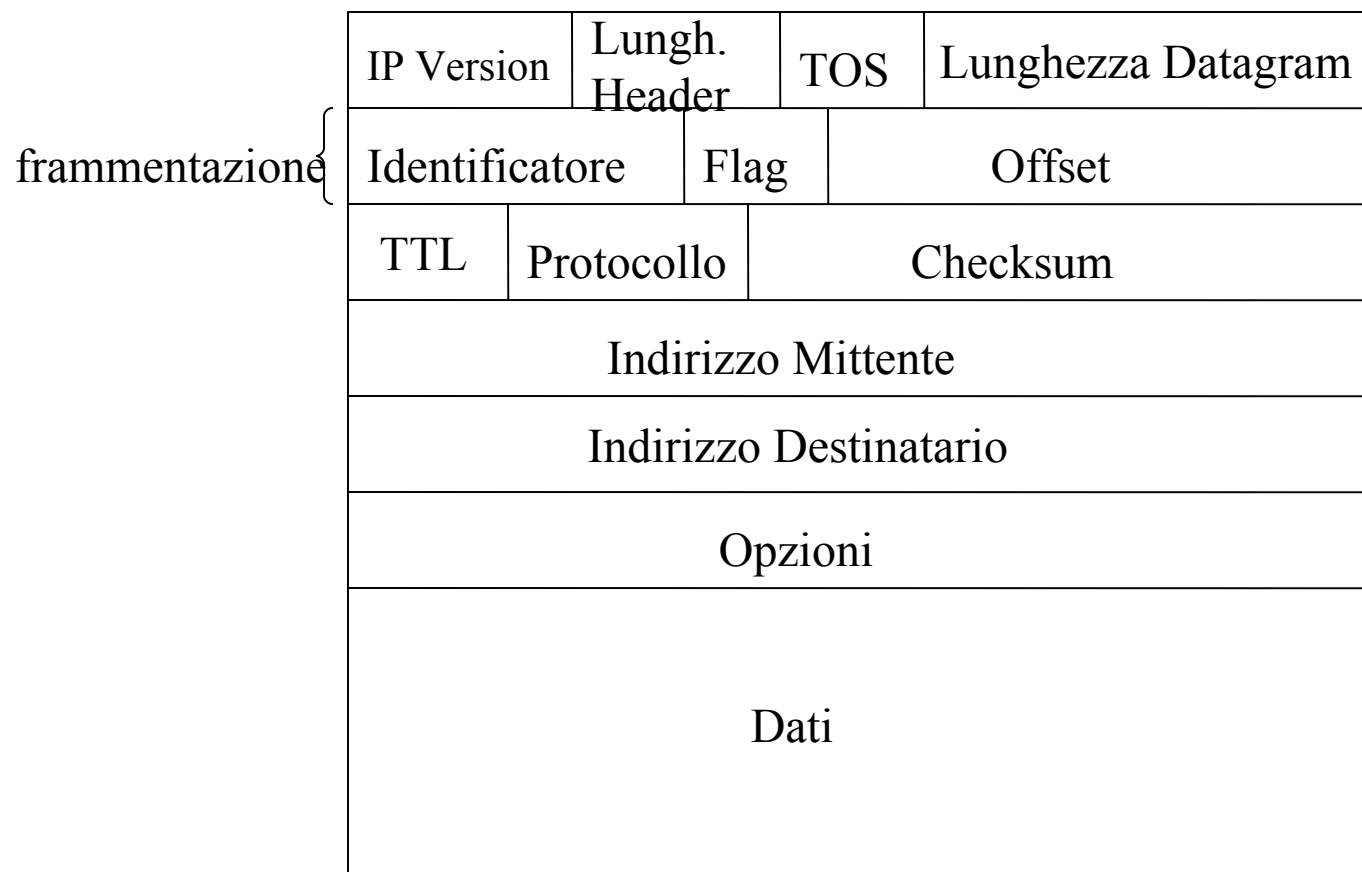 IP Version
Lungh.
Header
TOS
Lunghezza Datagram
frammentazione
Identificatore
Flag
Offset
TTL
Protocollo
Checksum
Indirizzo Mittente
Indirizzo Destinatario
Opzioni
Dati